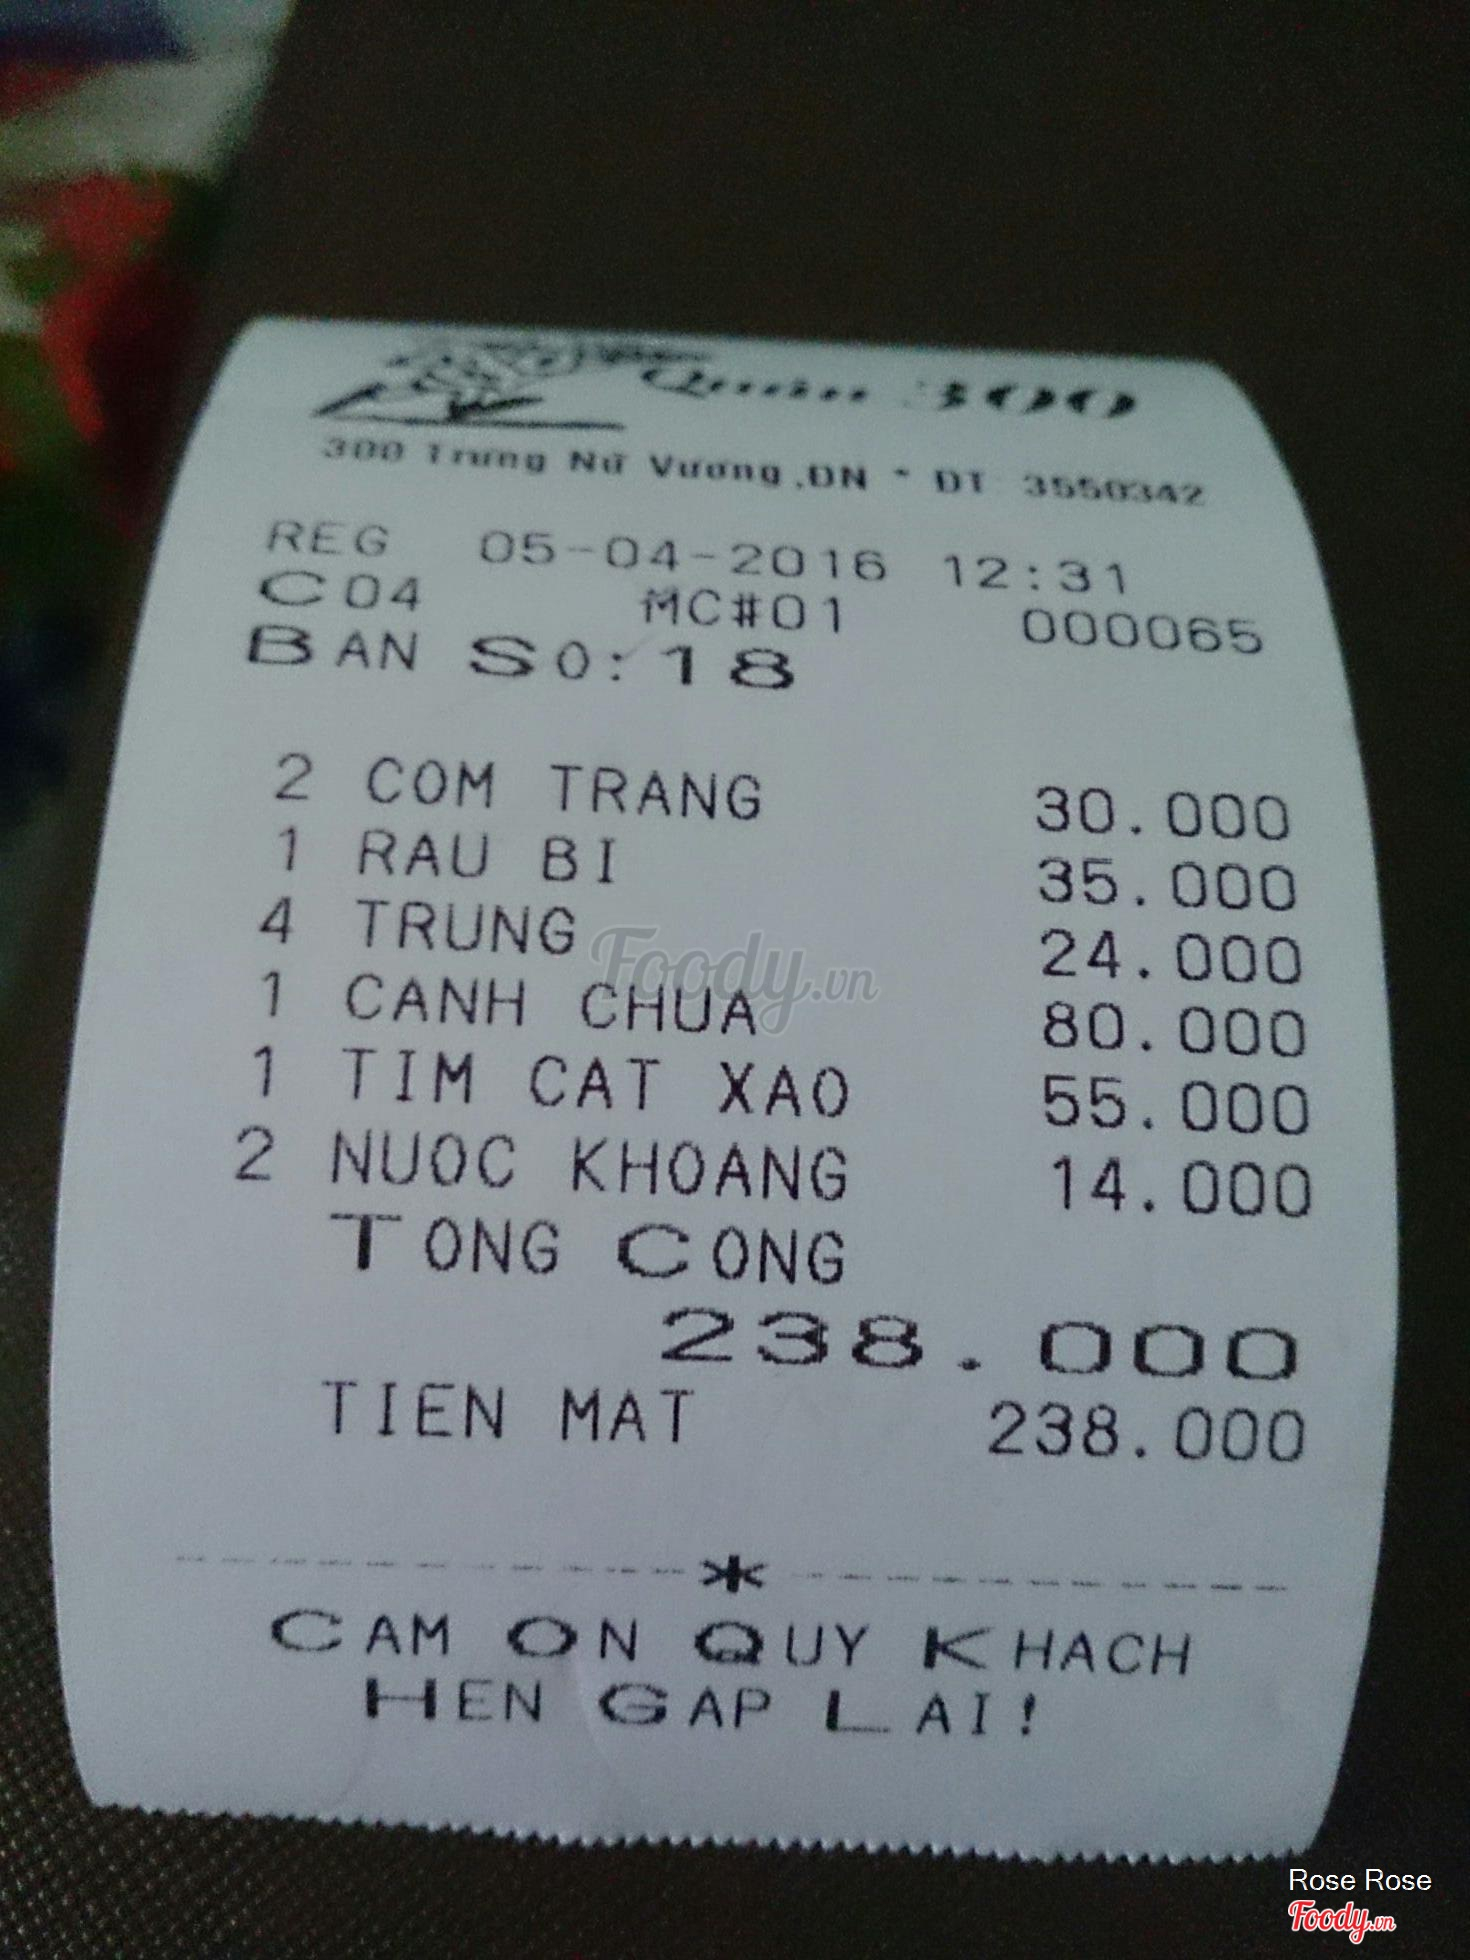 Quán 300
300 Trưng Nữ Vương,ĐN * ĐT 3550342
REG 05-04-2016 12:31
C04 MC#01 000065
BAN SO:18
2 COM TRANG 30.000
1 RAU BI 35.000
4 TRUNG 24.000
1 CANH CHUA 80.000
1 TIM CAT XAO 55.000
2 NUOC KHOANG 14.000
TONG CONG
238.000
TIEN MAT 238.000
CAM ON QUY KHACH
HEN GAP LAI!
Foody.vn
Rose Rose
Foody.vn